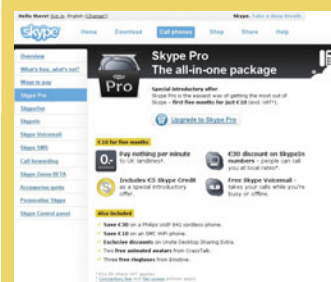 Hello there! Sign in. English (Change?) Skype. Take a deep breath.
skype Home Download Call phones Shop Share Help
Overview
What's free, what's not?
Ways to pay
Skype Pro
SkypeOut
SkypeIn
Skype Voicemail
Skype SMS
Call forwarding
Skype Zones BETA
Accessories guide
Personalise Skype
Skype Control panel
Pro
Skype Pro
The all-in-one package
Special introductory offer
Skype Pro is the easiest way of getting the most out of
Skype - first five months for just €10 (excl. VAT*).
Upgrade to Skype Pro
€10 for five months
0.- Pay nothing per minute
to UK landlines†.
€30 discount on SkypeIn
numbers - people can call
you at local rates*.
Includes €5 Skype Credit
as a special introductory
offer.
Free Skype Voicemail -
takes your calls while you're
busy or offline.
Also included
Save €30 on a Philips VoIP 841 cordless phone.
Save €10 on an SMC WiFi phone.
Exclusive discounts on Unyte Desktop Sharing Extra.
Two free animated avatars from CrazyTalk.
Three free ringtones from Emotive.